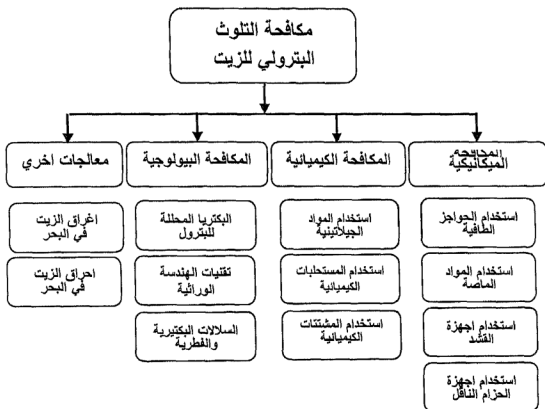 مكافحة التلوث
البترولي للزيت
المكافحة
الميكانيكية
المكافحة الكيميائية
المكافحة البيولوجية
معالجات اخري
استخدام الحواجز
الطافية
استخدام المواد
الماصة
استخدام اجهزة
القشد
استخدام اجهزة
الحزام الناقل
استخدام المواد
الجيلاتينية
استخدام المستحلبات
الكيميائية
استخدام المشتتات
الكيميائية
البكتريا المحللة
للبترول
تقنيات الهندسة
الوراثية
السلالات البكتيرية
والفطرية
اغراق الزيت
في البحر
احراق الزيت
في البحر